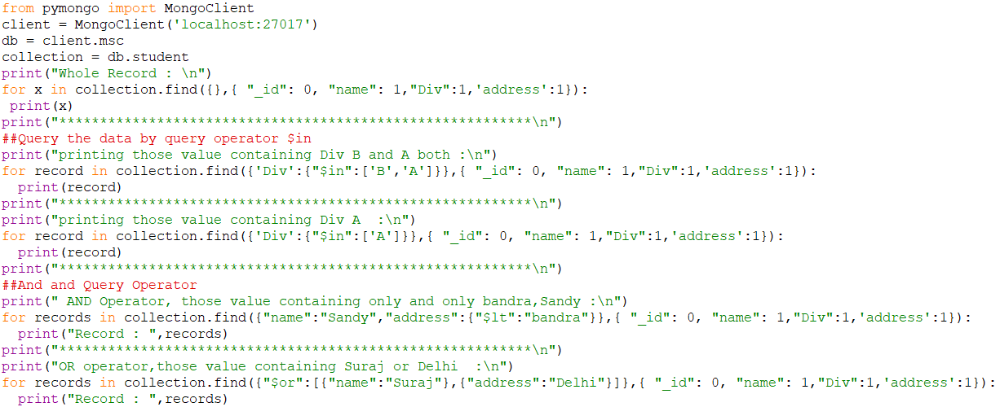 from pymongo import MongoClient
client = MongoClient('localhost:27017')
db = client.msc
collection = db.student
print("Whole Record : \n")
for x in collection.find({},{ "_id": 0, "name": 1,"Div":1,'address':1}):
 print(x)
print("**********************************************************\n")
##Query the data by query operator $in
print("printing those value containing Div B and A both :\n")
for record in collection.find({'Div':{"$in":['B','A']}},{ "_id": 0, "name": 1,"Div":1,'address':1}):
  print(record)
print("**********************************************************\n")
print("printing those value containing Div A  :\n")
for record in collection.find({'Div':{"$in":['A']}},{ "_id": 0, "name": 1,"Div":1,'address':1}):
  print(record)
print("**********************************************************\n")
##And and Query Operator
print(" AND Operator, those value containing only and only bandra,Sandy :\n")
for records in collection.find({"name":"Sandy","address":{"$lt":"bandra"}},{ "_id": 0, "name": 1,"Div":1,'address':1}):
  print("Record : ",records)
print("**********************************************************\n")
print("OR operator,those value containing Suraj or Delhi  :\n")
for records in collection.find({"$or":[{"name":"Suraj"},{"address":"Delhi"}]},{ "_id": 0, "name": 1,"Div":1,'address':1}):
  print("Record : ",records)